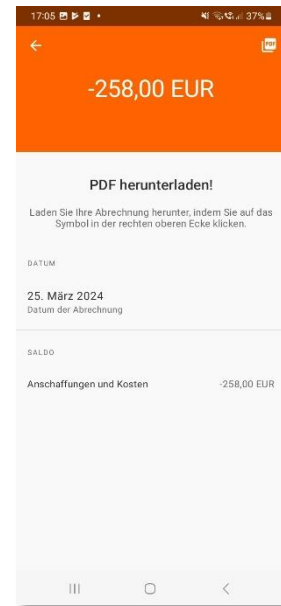 17:05 37%
PDF
-258,00 EUR
PDF herunterladen!
Laden Sie Ihre Abrechnung herunter, indem Sie auf das
Symbol in der rechten oberen Ecke klicken.
DATUM
25. März 2024
Datum der Abrechnung
SALDO
Anschaffungen und Kosten -258,00 EUR